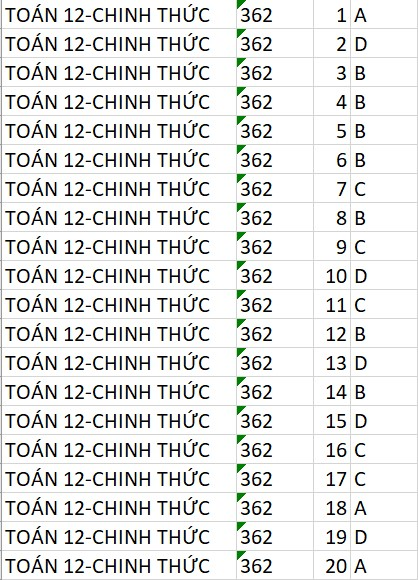 TOÁN 12-CHINH THỨC 362 1 A
TOÁN 12-CHINH THỨC 362 2 D
TOÁN 12-CHINH THỨC 362 3 B
TOÁN 12-CHINH THỨC 362 4 B
TOÁN 12-CHINH THỨC 362 5 B
TOÁN 12-CHINH THỨC 362 6 B
TOÁN 12-CHINH THỨC 362 7 C
TOÁN 12-CHINH THỨC 362 8 B
TOÁN 12-CHINH THỨC 362 9 C
TOÁN 12-CHINH THỨC 362 10 D
TOÁN 12-CHINH THỨC 362 11 C
TOÁN 12-CHINH THỨC 362 12 B
TOÁN 12-CHINH THỨC 362 13 D
TOÁN 12-CHINH THỨC 362 14 B
TOÁN 12-CHINH THỨC 362 15 D
TOÁN 12-CHINH THỨC 362 16 C
TOÁN 12-CHINH THỨC 362 17 C
TOÁN 12-CHINH THỨC 362 18 A
TOÁN 12-CHINH THỨC 362 19 D
TOÁN 12-CHINH THỨC 362 20 A